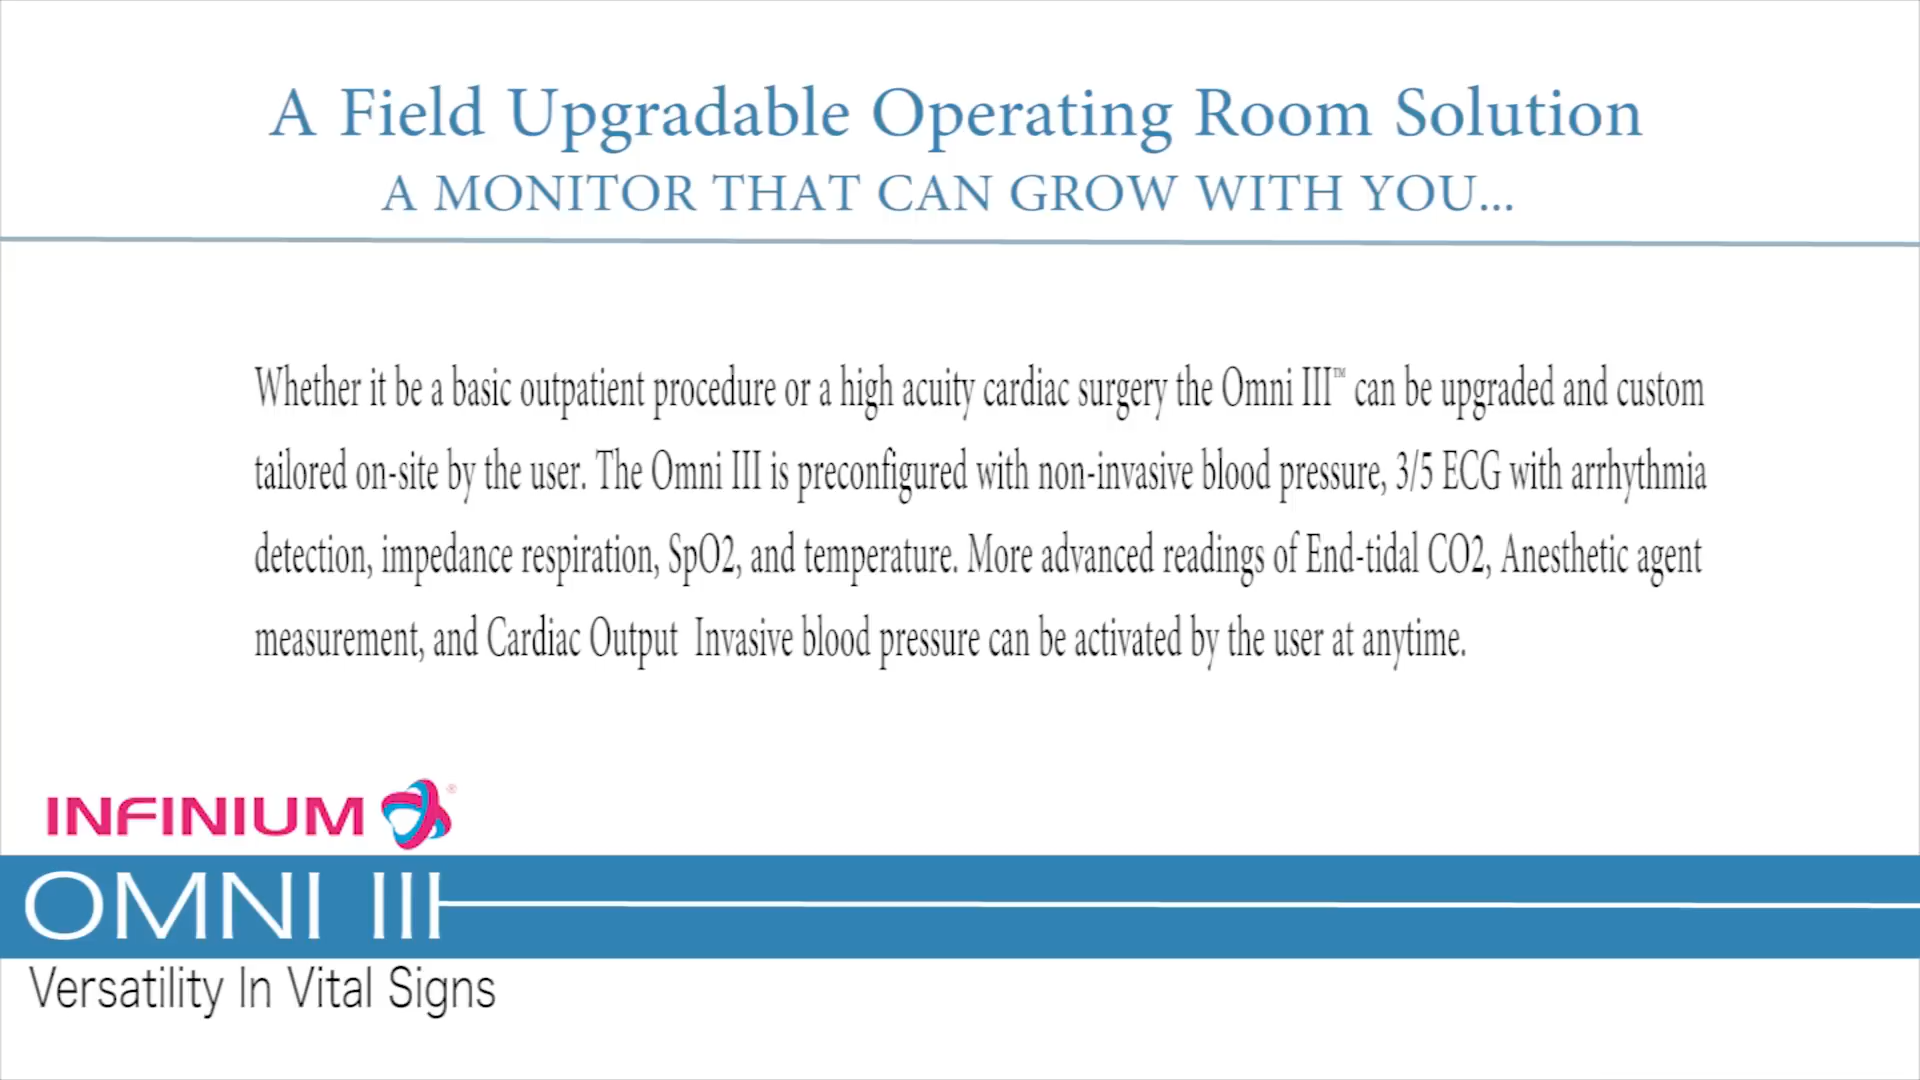 A Field Upgradable Operating Room Solution
A MONITOR THAT CAN GROW WITH YOU...
Whether it be a basic outpatient procedure or a high acuity cardiac surgery the Omni III™ can be upgraded and custom
tailored on-site by the user. The Omni III is preconfigured with non-invasive blood pressure, 3/5 ECG with arrhythmia
detection, impedance respiration, SpO2, and temperature. More advanced readings of End-tidal CO2, Anesthetic agent
measurement, and Cardiac Output  Invasive blood pressure can be activated by the user at anytime.
INFINIUM ®
OMNI III
Versatility In Vital Signs